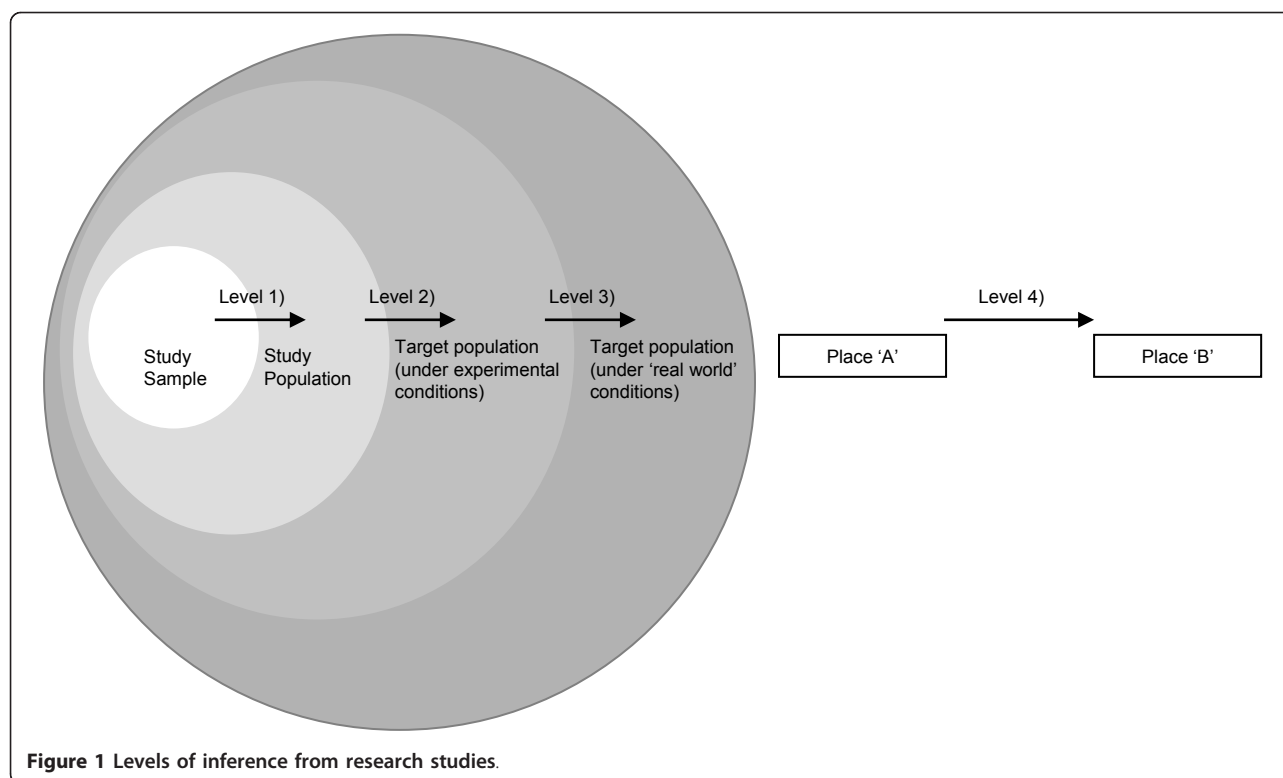 Level 1)
Level 2)
Level 3)
Level 4)
Study
Sample
Study
Population
Target population
(under experimental
conditions)
Target population
(under ‘real world’
conditions)
Place ‘A’
Place ‘B’
Figure 1 Levels of inference from research studies.